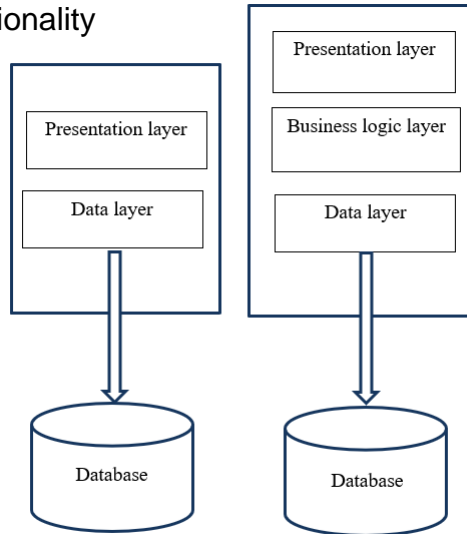 ionality
Presentation layer
Data layer
Database
Presentation layer
Business logic layer
Data layer
Database